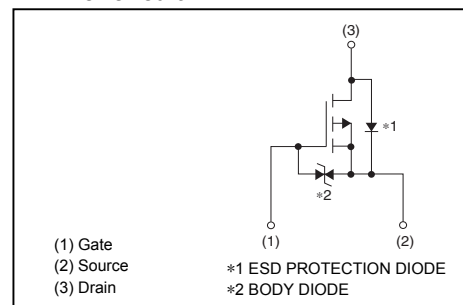 (3)
∗1
∗2
(1) (2)
(1) Gate
(2) Source
(3) Drain
∗1 ESD PROTECTION DIODE
∗2 BODY DIODE